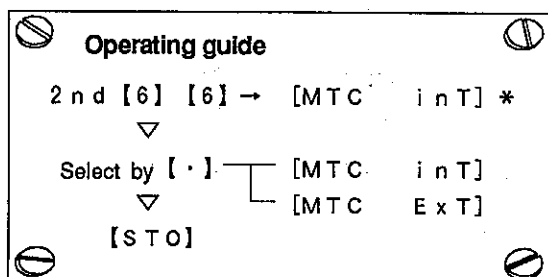 Operating guide
2nd【6】【6】→ [MTC inT] *
▽
Select by【・】 [MTC inT]
▽ [MTC ExT]
【STO】